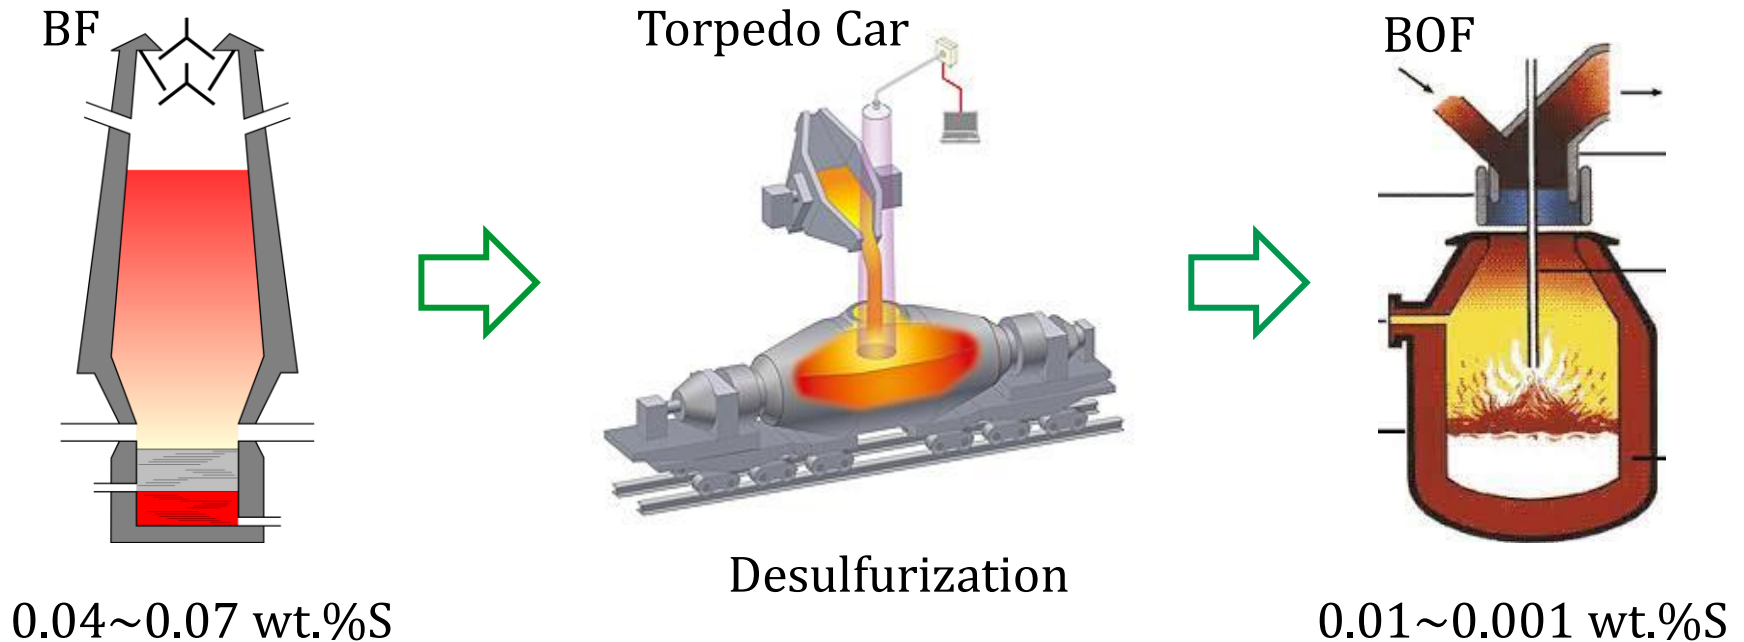 BF
Torpedo Car
BOF
Desulfurization
0.04~0.07 wt.%S
0.01~0.001 wt.%S